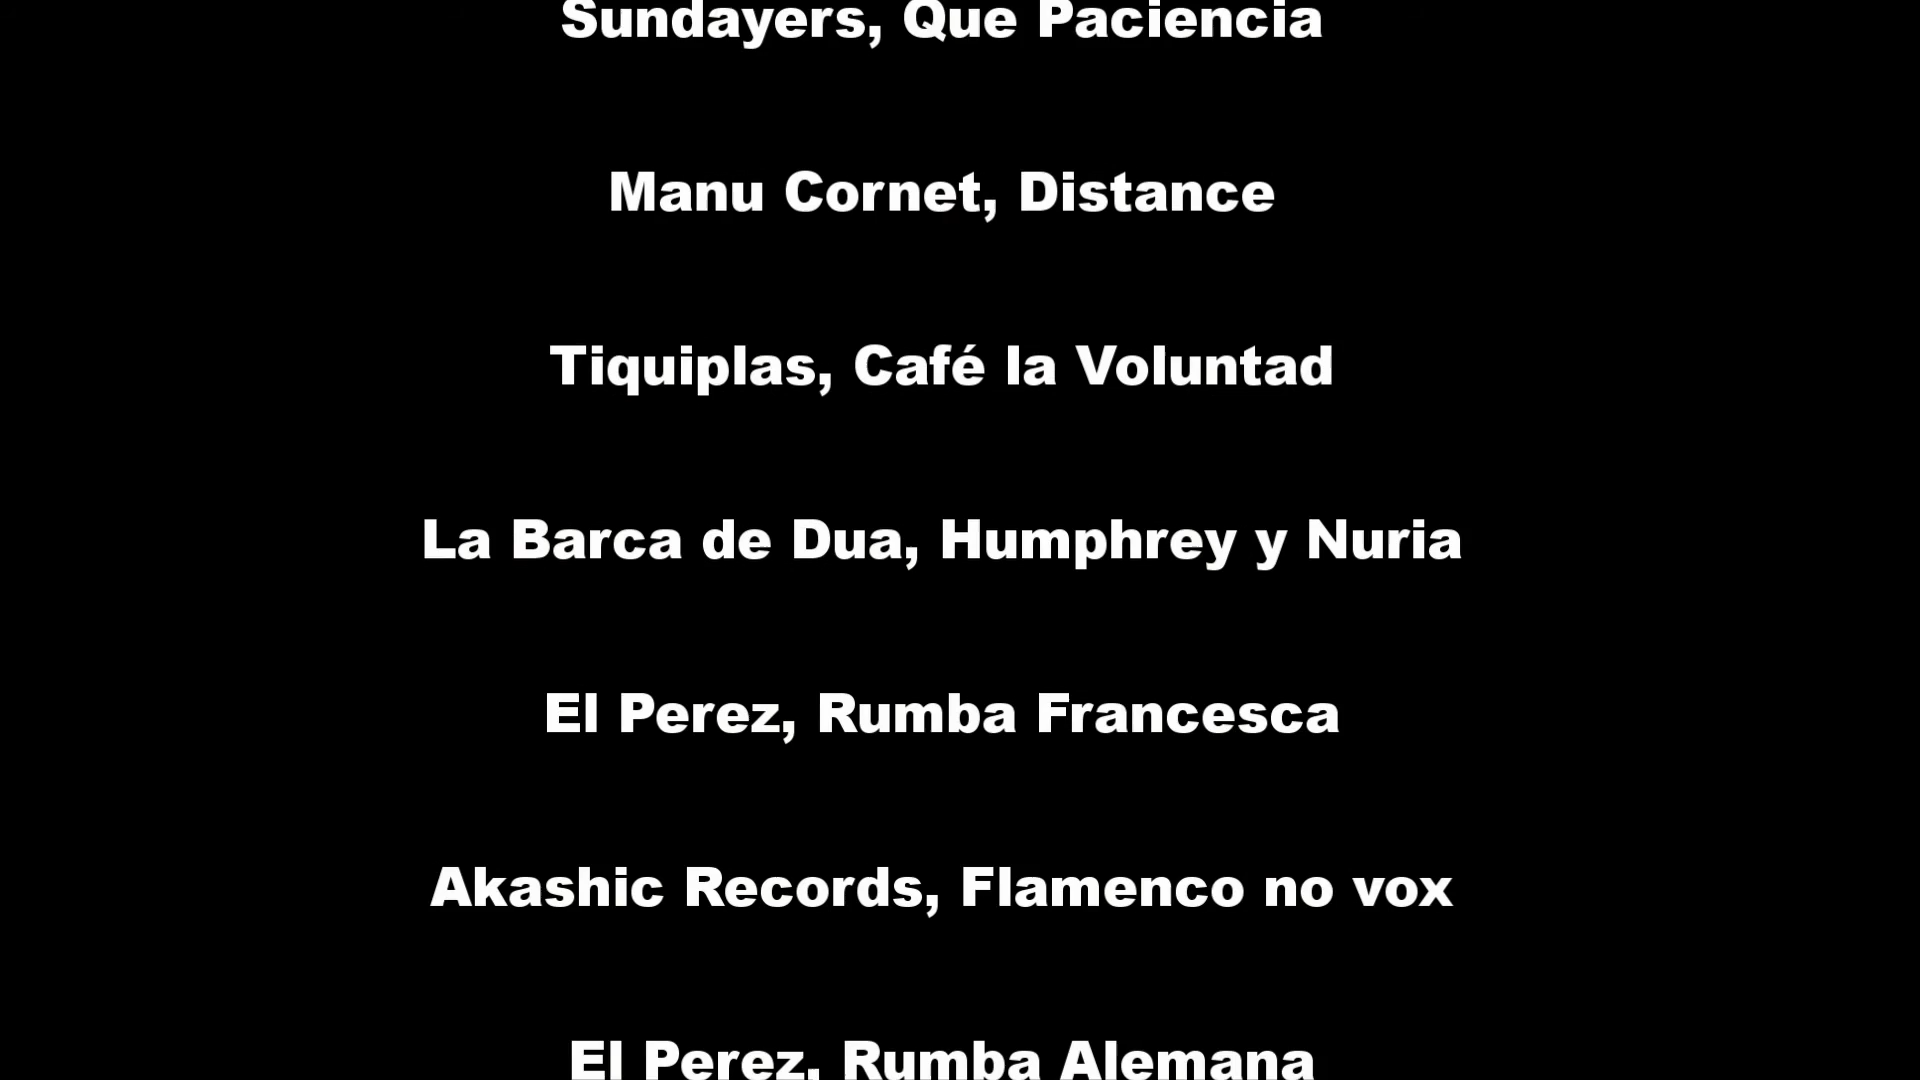 Sundayers, Que Paciencia
Manu Cornet, Distance
Tiquiplas, Café la Voluntad
La Barca de Dua, Humphrey y Nuria
El Perez, Rumba Francesca
Akashic Records, Flamenco no vox
El Perez, Rumba Alemana